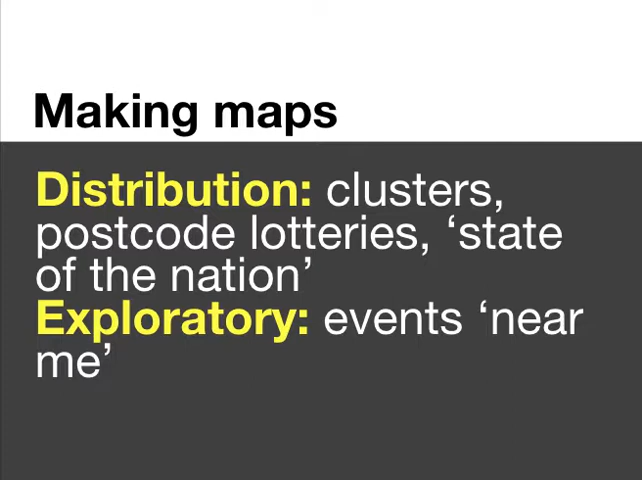 Making maps
Distribution: clusters,
postcode lotteries, ‘state
of the nation’
Exploratory: events ‘near
me’